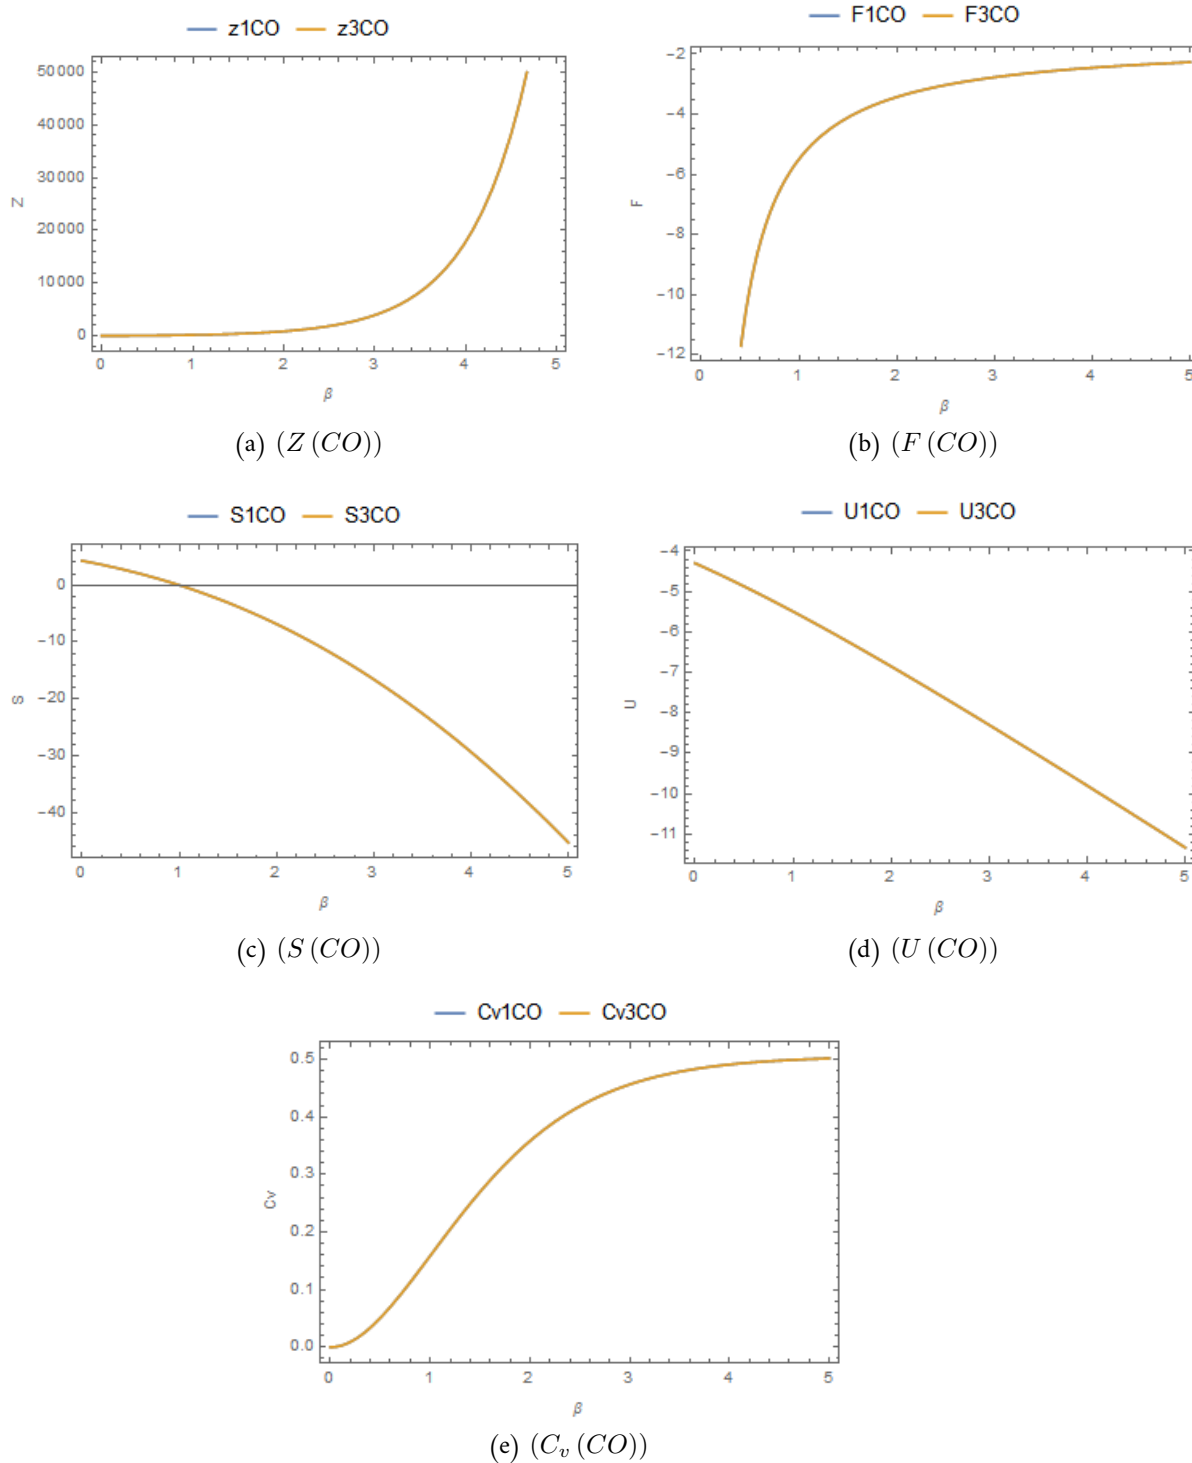 z1CO z3CO
50000
40000
30000
20000
10000
0
Z
0 1 2 3 4 5
β
(a) (Z (CO))
F1CO F3CO
−2
−4
−6
−8
−10
−12
F
0 1 2 3 4 5
β
(b) (F (CO))
S1CO S3CO
0
−10
−20
−30
−40
S
0 1 2 3 4 5
β
(c) (S (CO))
U1CO U3CO
−4
−5
−6
−7
−8
−9
−10
−11
U
0 1 2 3 4 5
β
(d) (U (CO))
Cv1CO Cv3CO
0.5
0.4
0.3
0.2
0.1
0.0
Cv
0 1 2 3 4 5
β
(e) (C_v (CO))